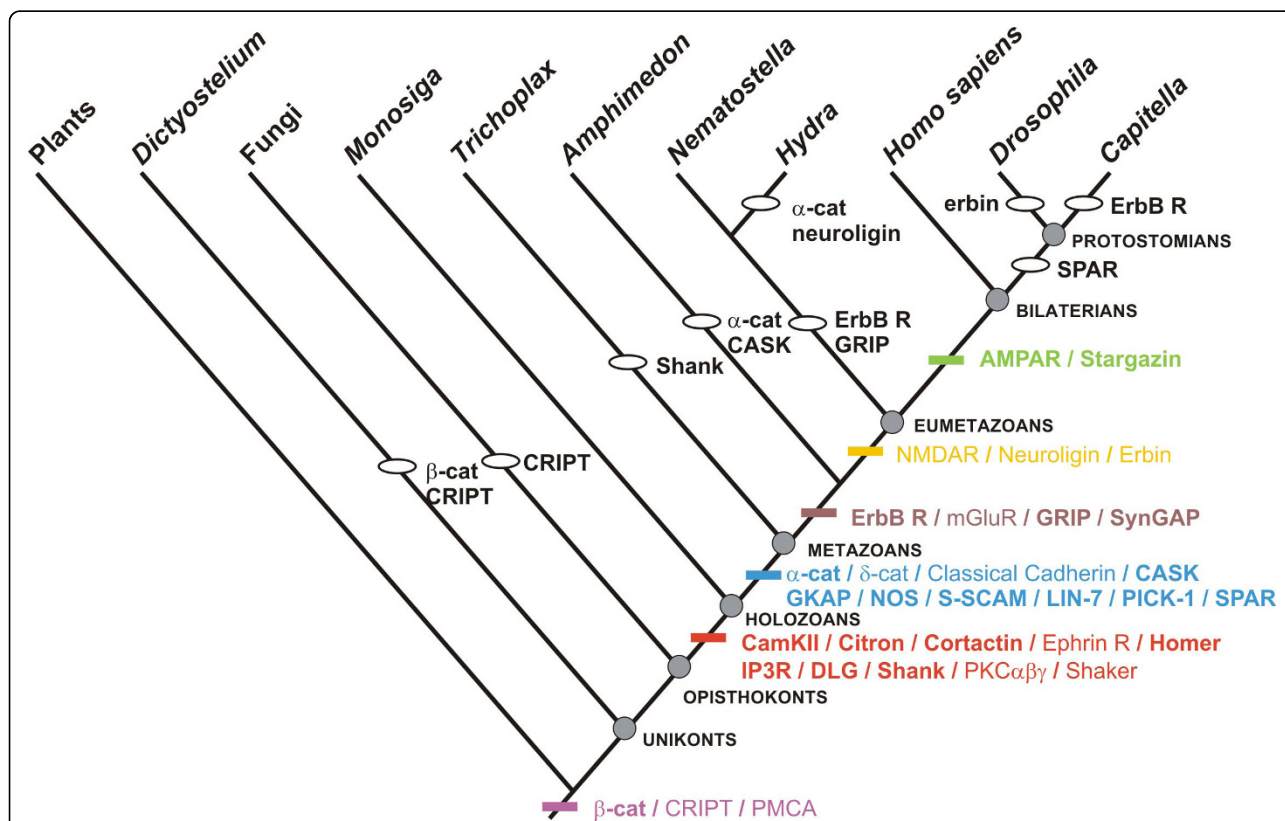 Plants
Dictyostelium
Fungi
Monosiga
Trichoplax
Amphimedon
Nematostella
Hydra
Homo sapiens
Drosophila
Capitella
α-cat
neuroligin
erbin
ErbB R
PROTOSTOMIANS
SPAR
BILATERIANS
α-cat
CASK
ErbB R
GRIP
Shank
AMPAR / Stargazin
EUMETAZOANS
NMDAR / Neuroligin / Erbin
β-cat
CRIPT
CRIPT
ErbB R / mGluR / GRIP / SynGAP
METAZOANS
α-cat / δ-cat / Classical Cadherin / CASK
GKAP / NOS / S-SCAM / LIN-7 / PICK-1 / SPAR
HOLOZOANS
CamKII / Citron / Cortactin / Ephrin R / Homer
IP3R / DLG / Shank / PKCαβγ / Shaker
OPISTHOKONTS
UNIKONTS
β-cat / CRIPT / PMCA